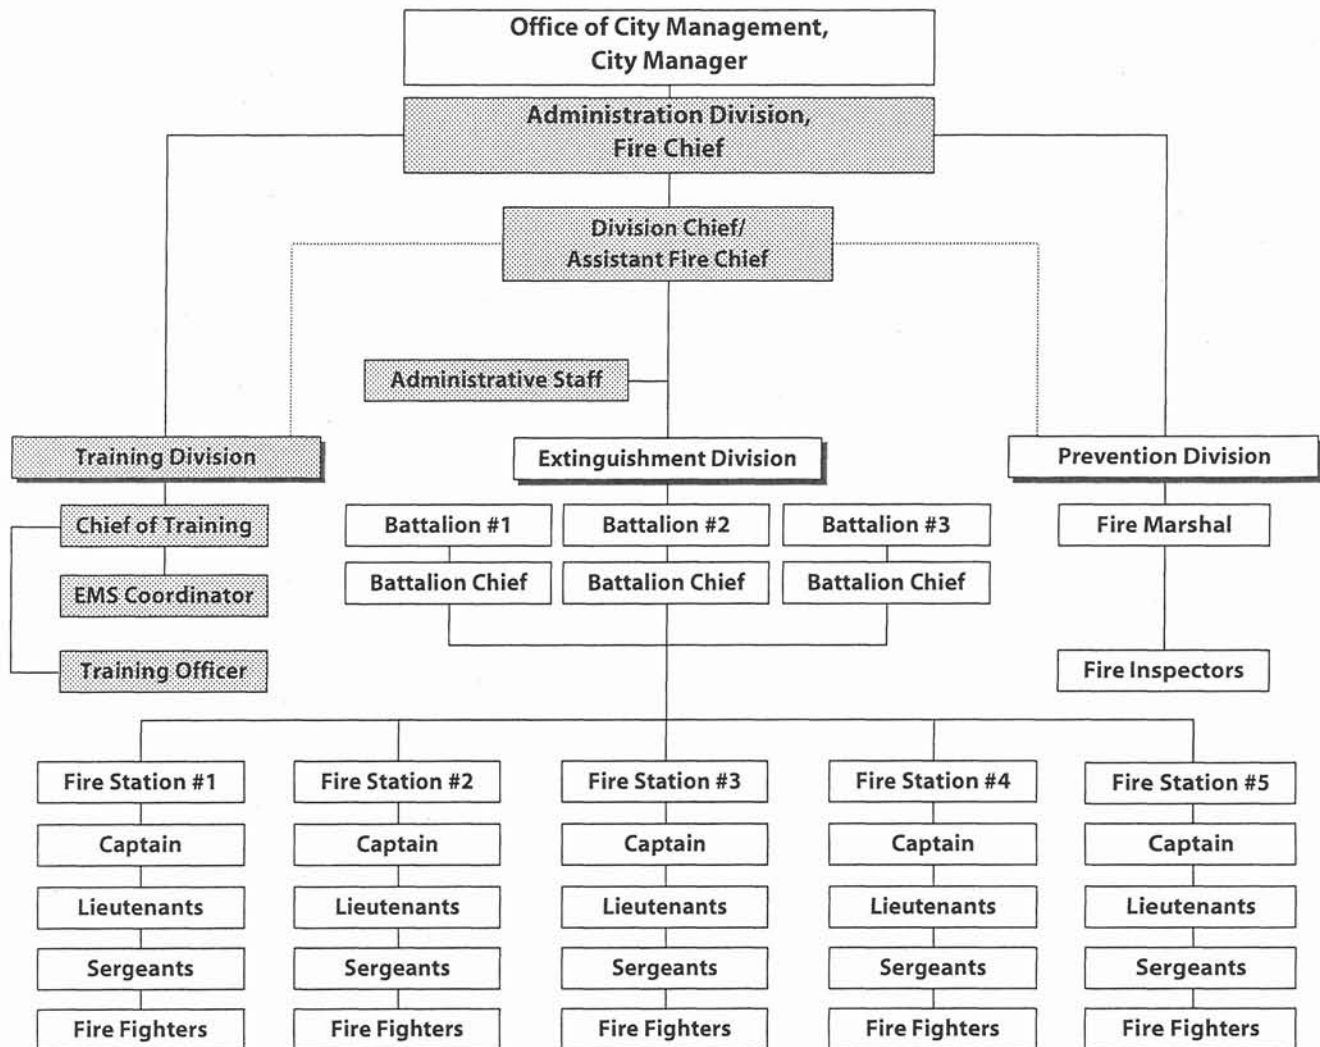 Office of City Management,
City Manager
Administration Division,
Fire Chief
Division Chief/
Assistant Fire Chief
Administrative Staff
Training Division
Extinguishment Division
Prevention Division
Chief of Training
Battalion #1
Battalion #2
Battalion #3
Fire Marshal
EMS Coordinator
Battalion Chief
Battalion Chief
Battalion Chief
Training Officer
Fire Inspectors
Fire Station #1
Fire Station #2
Fire Station #3
Fire Station #4
Fire Station #5
Captain
Captain
Captain
Captain
Captain
Lieutenants
Lieutenants
Lieutenants
Lieutenants
Lieutenants
Sergeants
Sergeants
Sergeants
Sergeants
Sergeants
Fire Fighters
Fire Fighters
Fire Fighters
Fire Fighters
Fire Fighters